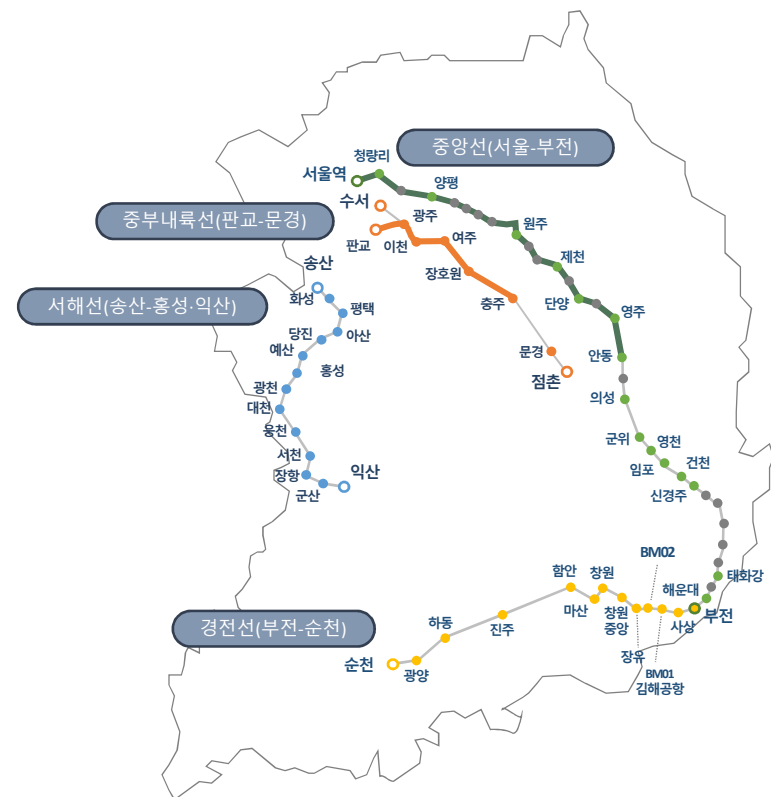 중앙선(서울-부전)
청량리
서울역
양평
수서
광주
원주
중부내륙선(판교-문경)
판교
이천
여주
제천
송산
장호원
화성
충주
단양
영주
서해선(송산-홍성·익산)
평택
당진
아산
예산
문경
안동
홍성
점촌
광천
의성
대천
웅천
군위
영천
서천
임포
건천
장항
익산
신경주
군산
BM02
함안
창원
해운대
태화강
경전선(부전-순천)
하동
진주
마산
창원
중앙
사상
부전
순천
광양
장유
BM01
김해공항